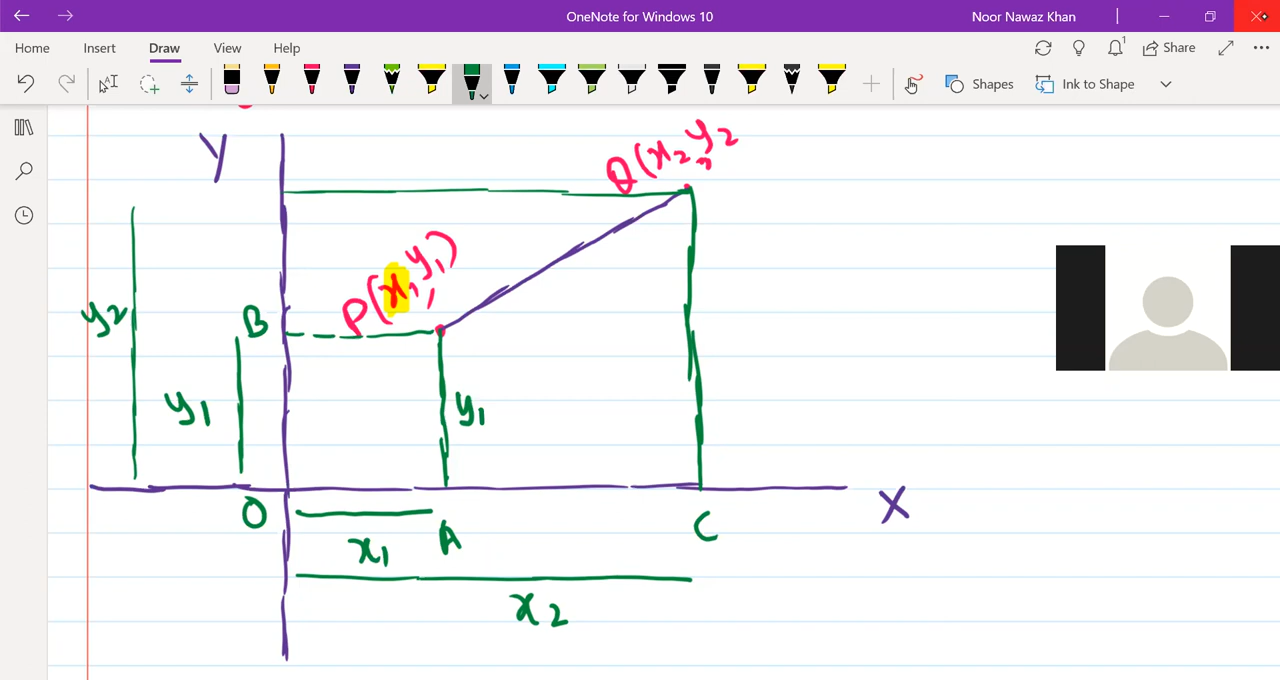 OneNote for Windows 10
Noor Nawaz Khan
Home Insert Draw View Help
1
Share
Shapes
Ink to Shape
Y
Q(x2, y2
P(x1, y1)
y2
B
y1
y1
O
A
C
X
x1
x2